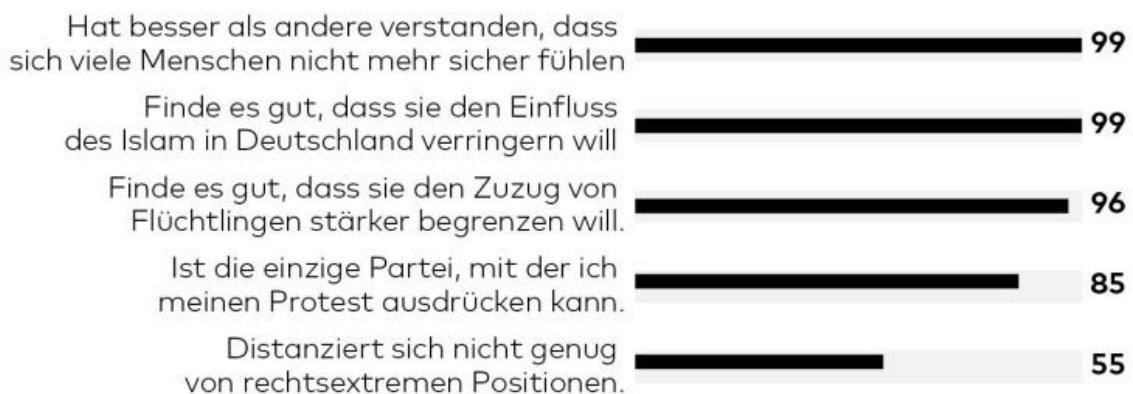 Hat besser als andere verstanden, dass
sich viele Menschen nicht mehr sicher fühlen
99
Finde es gut, dass sie den Einfluss
des Islam in Deutschland verringern will
99
Finde es gut, dass sie den Zuzug von
Flüchtlingen stärker begrenzen will.
96
Ist die einzige Partei, mit der ich
meinen Protest ausdrücken kann.
85
Distanziert sich nicht genug
von rechtsextremen Positionen.
55